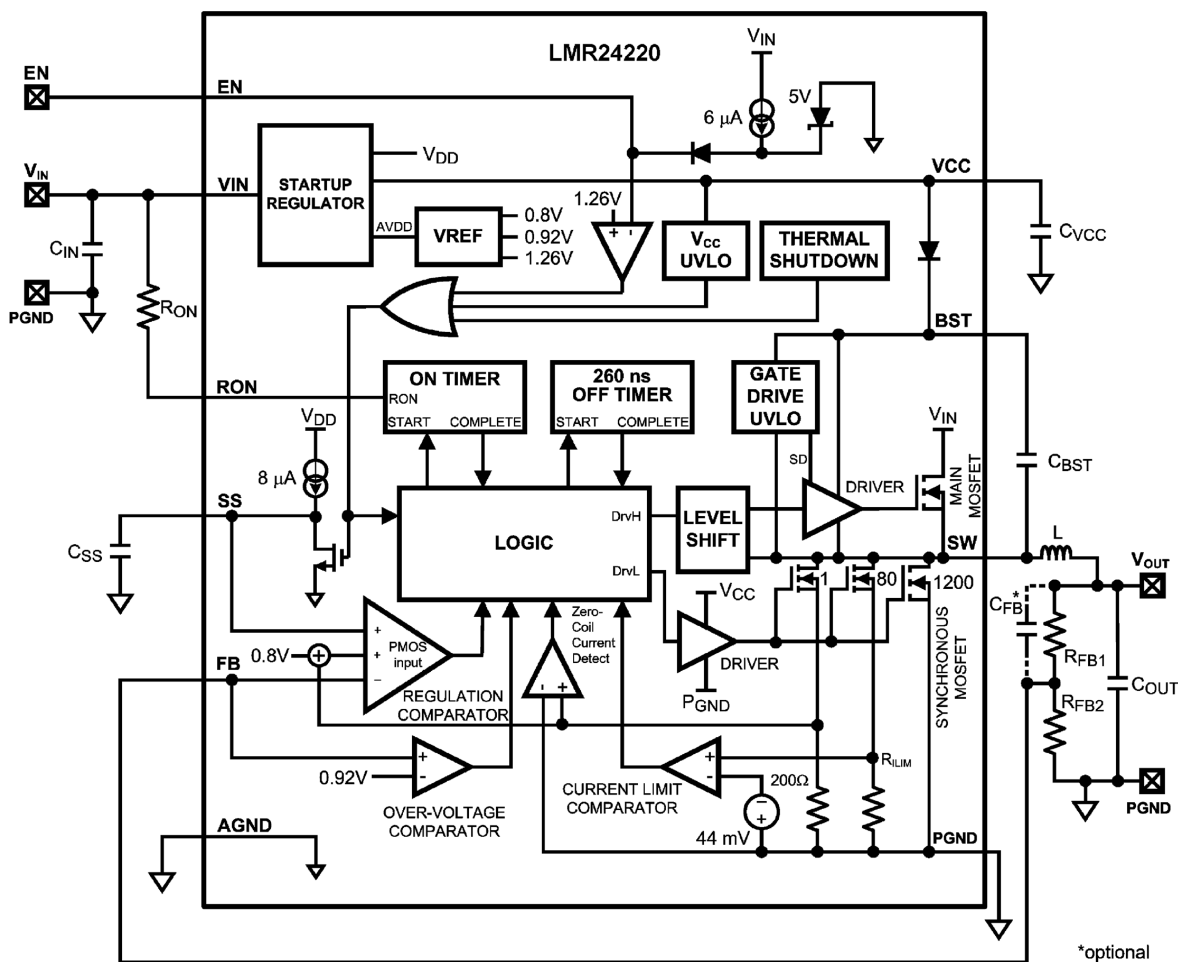 LMR24220
V_IN
EN
EN
5V
6 μA
V_DD
VCC
V_IN
VIN
STARTUP
REGULATOR
1.26V
+
-
AVDD
VREF
0.8V
0.92V
1.26V
V_CC
UVLO
THERMAL
SHUTDOWN
C_VCC
C_IN
PGND
R_ON
BST
RON
ON TIMER
RON
START
COMPLETE
260 ns
OFF TIMER
START
COMPLETE
GATE
DRIVE
UVLO
V_IN
V_DD
8 μA
SD
DRIVER
MAIN
MOSFET
C_BST
SS
C_SS
LOGIC
DrvH
DrvL
LEVEL
SHIFT
SW
L
V_OUT
1
80
1200
V_CC
DRIVER
P_GND
SYNCHRONOUS
MOSFET
C_FB*
R_FB1
R_FB2
C_OUT
PGND
Zero-
Coil
Current
Detect
-
+
+
+
−
PMOS
input
0.8V
+
FB
REGULATION
COMPARATOR
+
−
0.92V
OVER-VOLTAGE
COMPARATOR
+
-
R_ILIM
CURRENT LIMIT
COMPARATOR
200Ω
−
+
44 mV
AGND
PGND
*optional